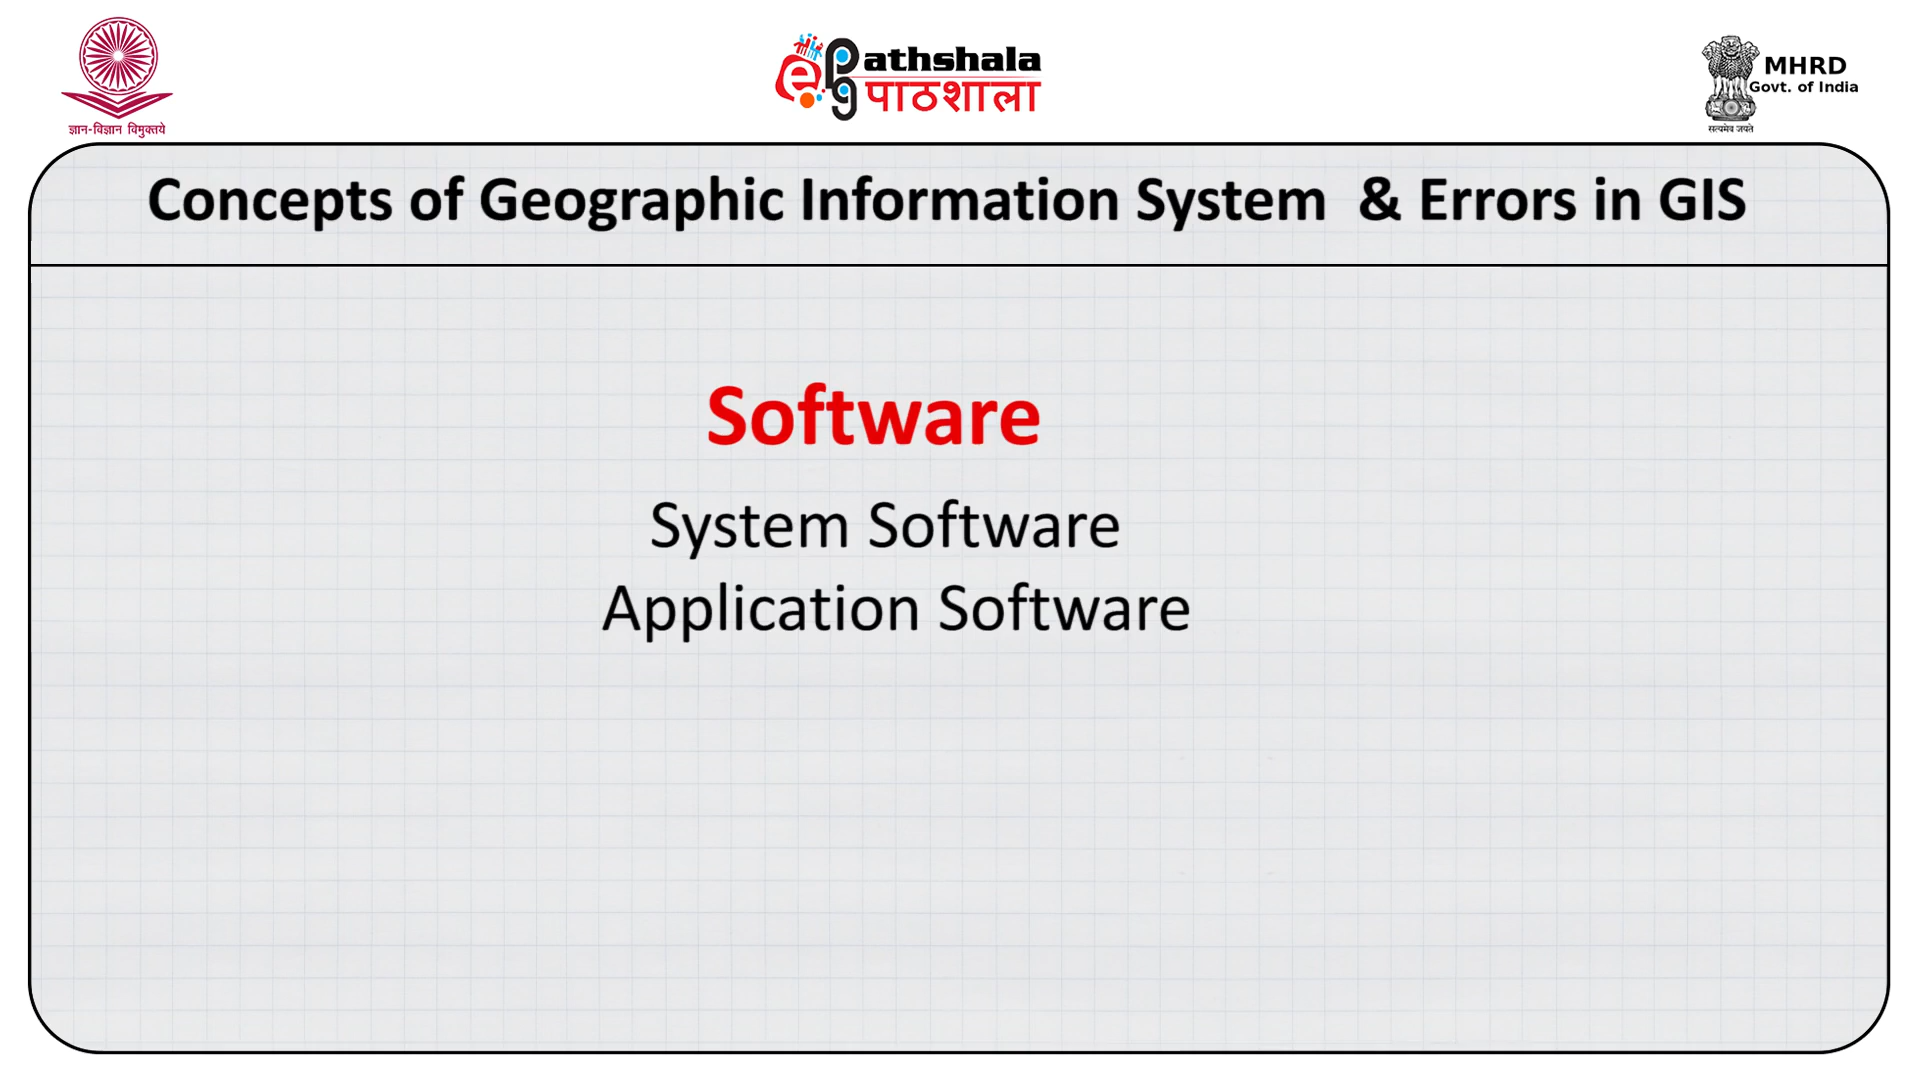 ज्ञान-विज्ञान विमुक्तये
ePathshala
पाठशाला
MHRD
Govt. of India
सत्यमेव जयते
Concepts of Geographic Information System & Errors in GIS
Software
System Software
Application Software